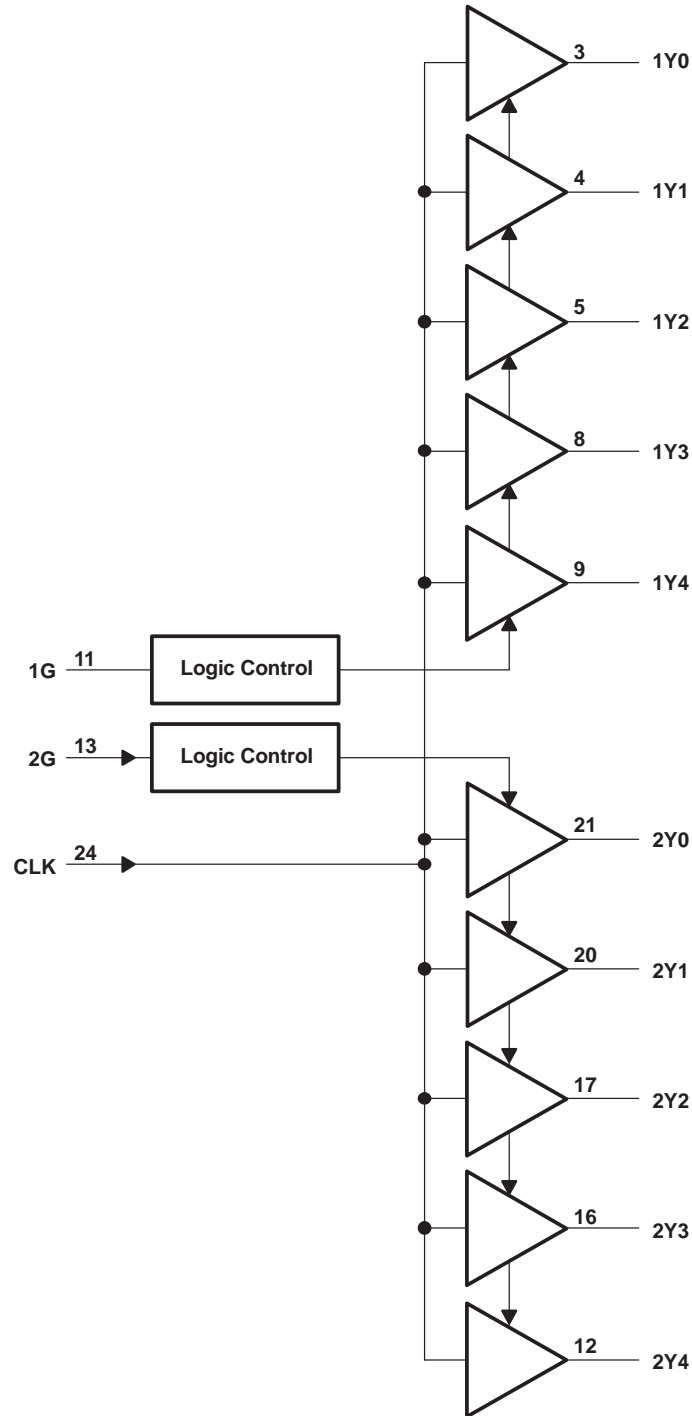 3 1Y0
4 1Y1
5 1Y2
8 1Y3
9 1Y4
1G 11 Logic Control
2G 13 Logic Control
21 2Y0
CLK 24
20 2Y1
17 2Y2
16 2Y3
12 2Y4